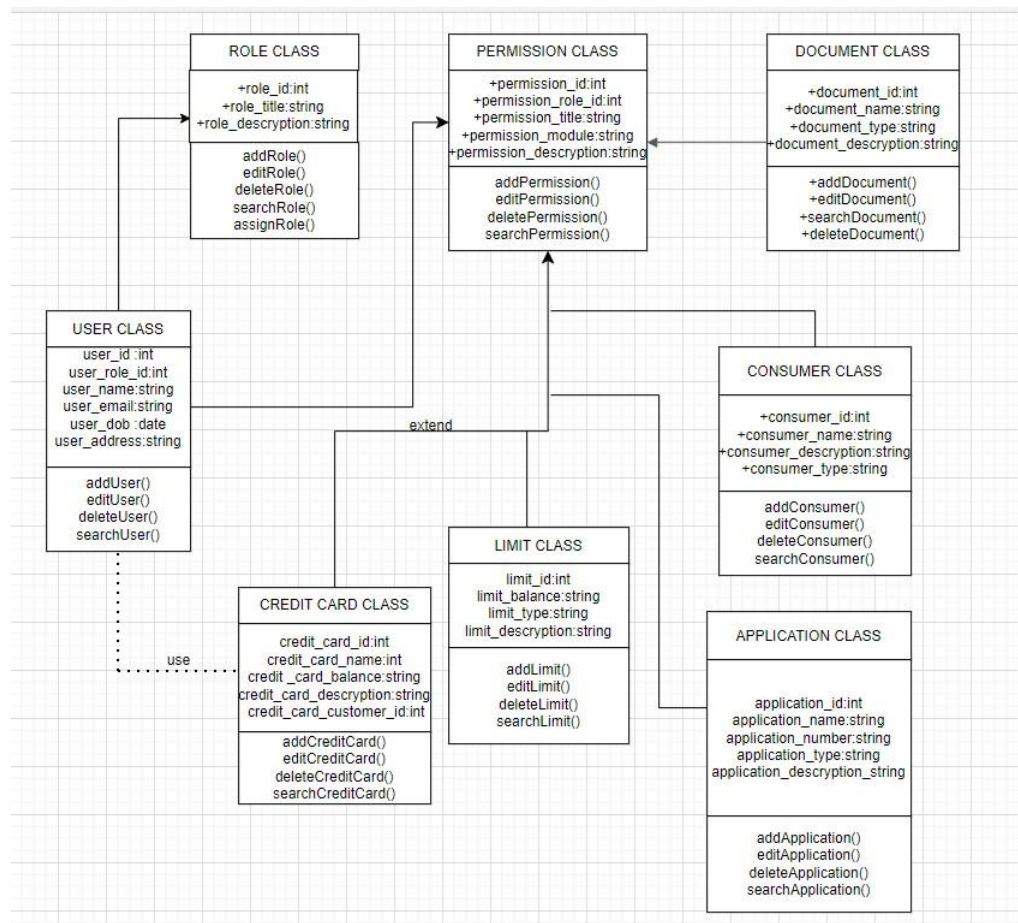 ROLE CLASS
+role_id:int
+role_title:string
+role_descryption:string
addRole()
editRole()
deleteRole()
searchRole()
assignRole()
PERMISSION CLASS
+permission_id:int
+permission_role_id:int
+permission_title:string
+permission_module:string
+permission_descryption:string
addPermission()
editPermission()
deletePermission()
searchPermission()
DOCUMENT CLASS
+document_id:int
+document_name:string
+document_type:string
+document_descryption:string
+addDocument()
+editDocument()
+searchDocument()
+deleteDocument()
USER CLASS
user_id :int
user_role_id:int
user_name:string
user_email:string
user_dob :date
user_address:string
addUser()
editUser()
deleteUser()
searchUser()
extend
use
CONSUMER CLASS
+consumer_id:int
+consumer_name:string
+consumer_descryption:string
+consumer_type:string
addConsumer()
editConsumer()
deleteConsumer()
searchConsumer()
CREDIT CARD CLASS
credit_card_id:int
credit_card_name:int
credit _card_balance:string
credit_card_descryption:string
credit_card_customer_id:int
addCreditCard()
editCreditCard()
deleteCreditCard()
searchCreditCard()
LIMIT CLASS
limit_id:int
limit_balance:string
limit_type:string
limit_descryption:string
addLimit()
editLimit()
deleteLimit()
searchLimit()
APPLICATION CLASS
application_id:int
application_name:string
application_number:string
application_type:string
application_descryption_string
addApplication()
editApplication()
deleteApplication()
searchApplication()